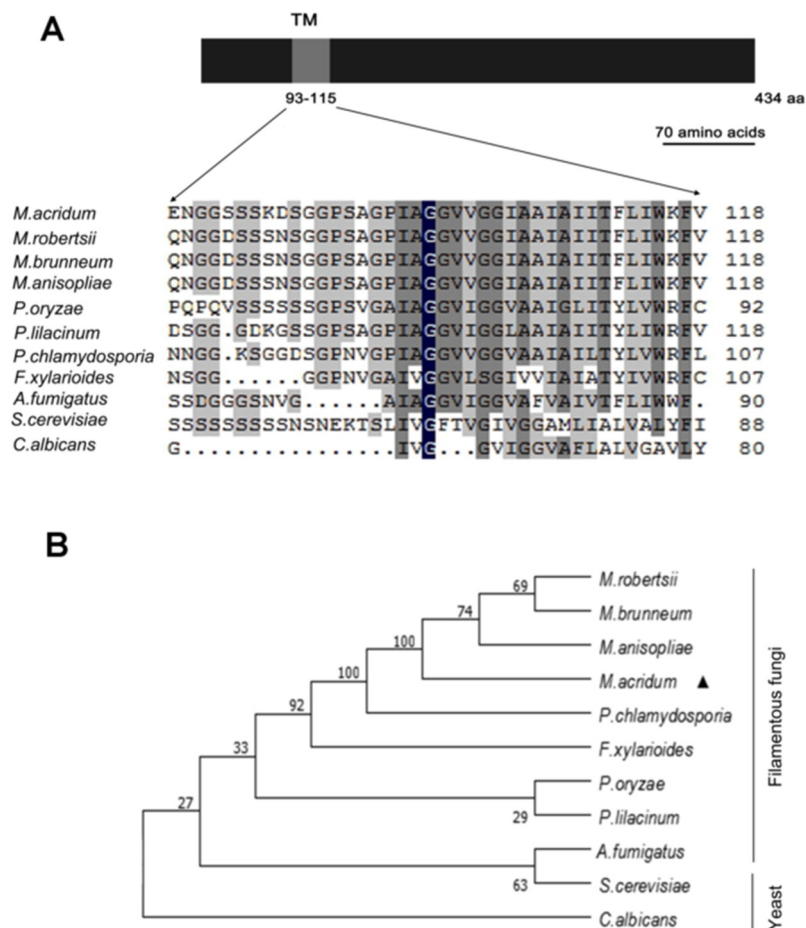 A
TM
93-115
434 aa
70 amino acids
M.acridum ENGGSSSKDSGGPSAGPIAGGVVGGIAAIAIITFLIWKFV 118
M.robertsii QNGGDSSSNSGGPSAGPIAGGVVGGIAAIAIITFLIWKFV 118
M.brunneum QNGGDSSSNSGGPSAGPIAGGVVGGIAAIAIITFLIWKFV 118
M.anisopliae QNGGDSSSNSGGPSAGPIAGGVVGGIAAIAIITFLIWKFV 118
P.oryzae PQPQVSSSSSSGPSVGAIAGGVIGGVAAIGLITYLVWRFC 92
P.lilacinum DSGG.GDKGSSGPSAGPIAGGVIGGLAAIAIITYLVWRFV 118
P.chlamydosporia NNGG.KSGGDSGPNVGPIAGGVVGGVAAIAILTYLVWRFL 107
F.xylarioides NSGG......GGPNVGAIVGGVLSGIVVIAIATYIVWRFC 107
A.fumigatus SSDGGGSNVG......AIAGGVIGGVAFVAIVTFLIWWF. 90
S.cerevisiae SSSSSSSSSNSNEKTSLIVGFTVGIVGGAMLIALVALYFI 88
C.albicans G................IVG...GVIGGVAFLALVGAVLY 80
B
M.robertsii
69
M.brunneum
74
M.anisopliae
100
M.acridum ▲
100
P.chlamydosporia
92
F.xylarioides
33
P.oryzae
29
P.lilacinum
27
A.fumigatus
63
S.cerevisiae
C.albicans
Filamentous fungi
Yeast